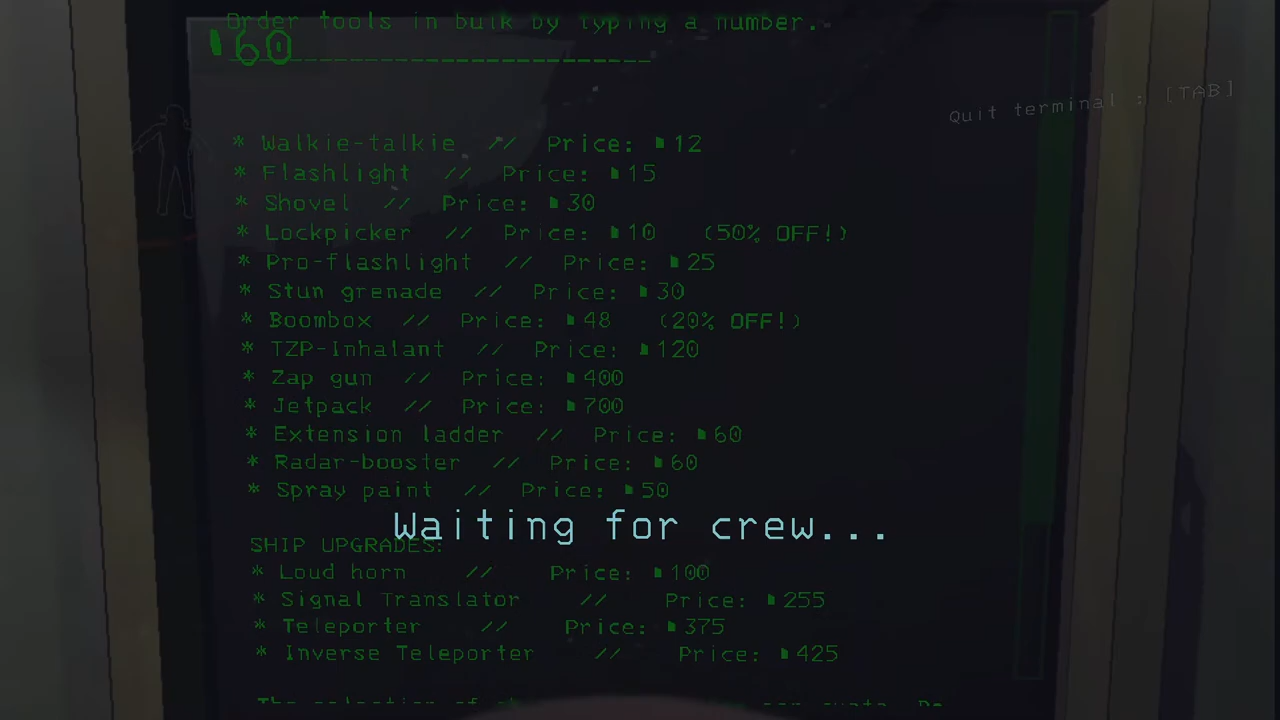 Order tools in bulk by typing a number.
60
------------------------------
Quit terminal : [TAB]
* Walkie-talkie // Price: ▮12
* Flashlight // Price: ▮15
* Shovel // Price: ▮30
* Lockpicker // Price: ▮10 (50% OFF!)
* Pro-flashlight // Price: ▮25
* Stun grenade // Price: ▮30
* Boombox // Price: ▮48 (20% OFF!)
* TZP-Inhalant // Price: ▮120
* Zap gun // Price: ▮400
* Jetpack // Price: ▮700
* Extension ladder // Price: ▮60
* Radar-booster // Price: ▮60
* Spray paint // Price: ▮50
Waiting for crew...
SHIP UPGRADES:
* Loud horn // Price: ▮100
* Signal Translator // Price: ▮255
* Teleporter // Price: ▮375
* Inverse Teleporter // Price: ▮425
The selection of